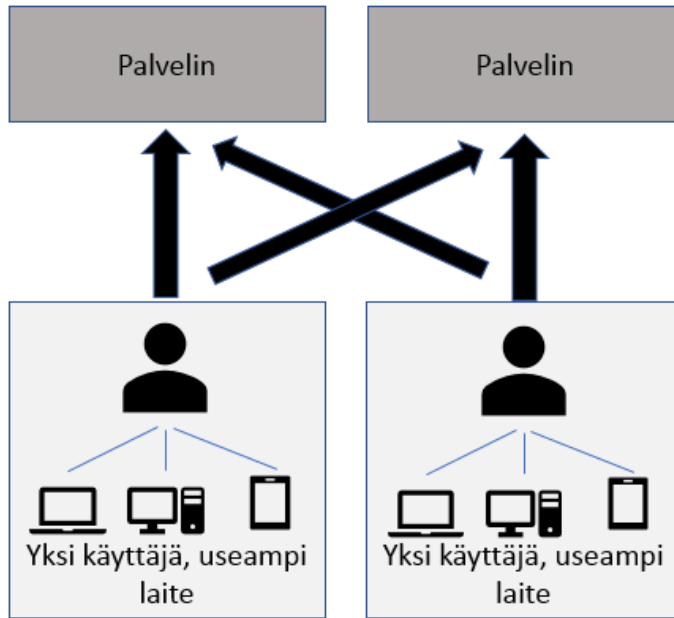 Palvelin
Palvelin
Yksi käyttäjä, useampi
laite
Yksi käyttäjä, useampi
laite